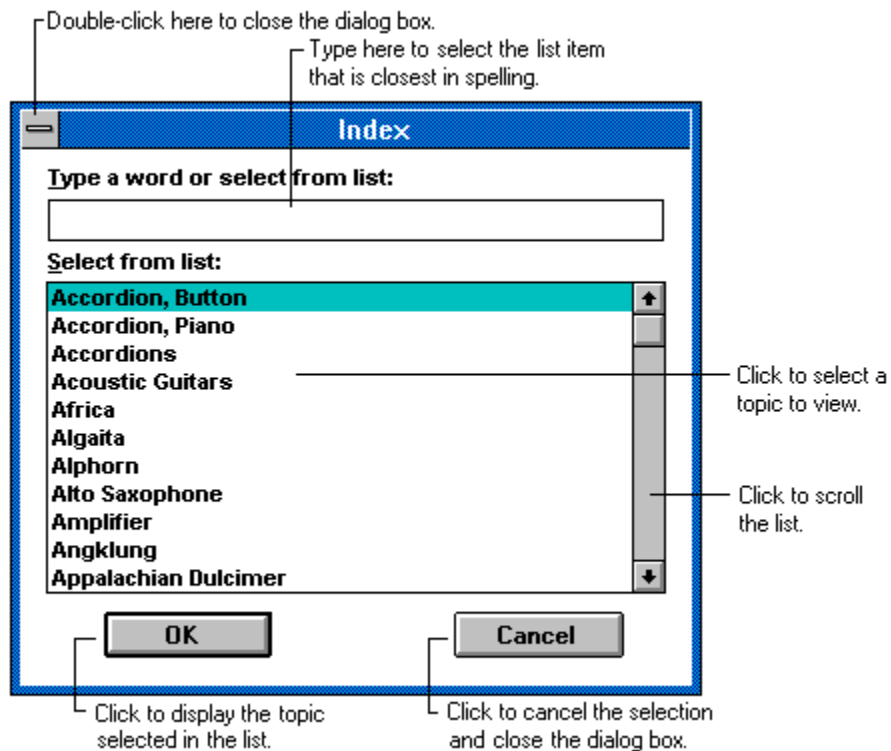 Double-click here to close the dialog box.
Type here to select the list item
that is closest in spelling.
Index
Type a word or select from list:
Select from list:
Accordion, Button
Accordion, Piano
Accordions
Acoustic Guitars
Africa
Algaita
Alphorn
Alto Saxophone
Amplifier
Angklung
Appalachian Dulcimer
Click to select a
topic to view.
Click to scroll
the list.
OK
Cancel
Click to display the topic
selected in the list.
Click to cancel the selection
and close the dialog box.